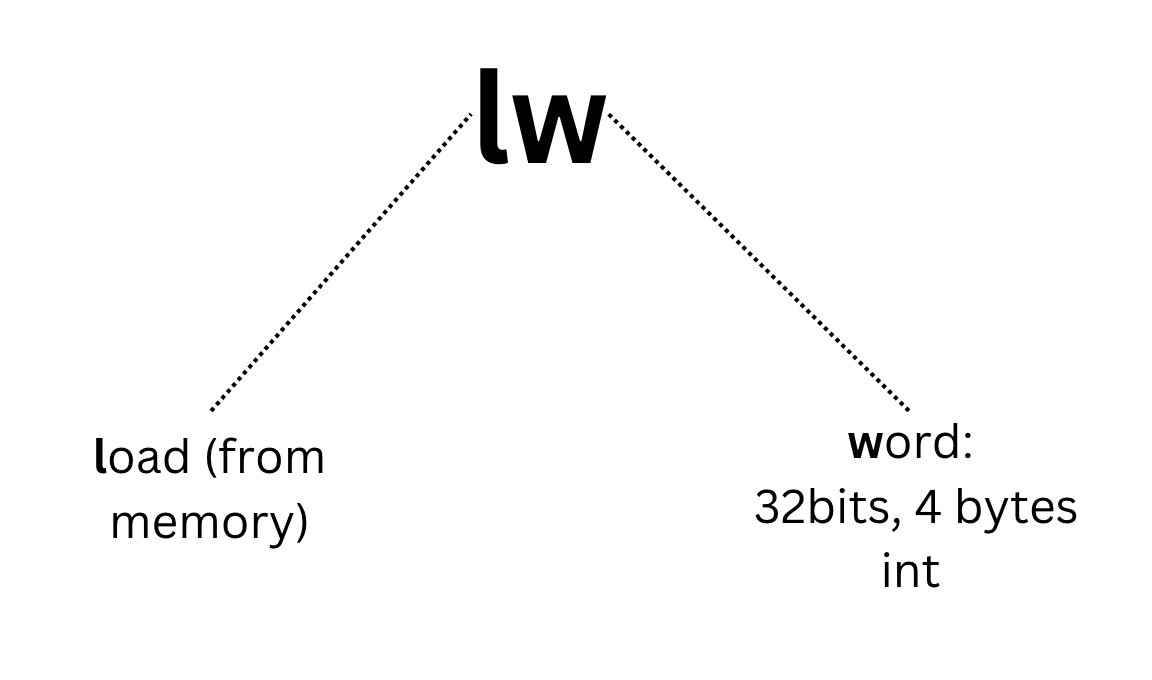 lw
load (from
memory)
word:
32bits, 4 bytes
int